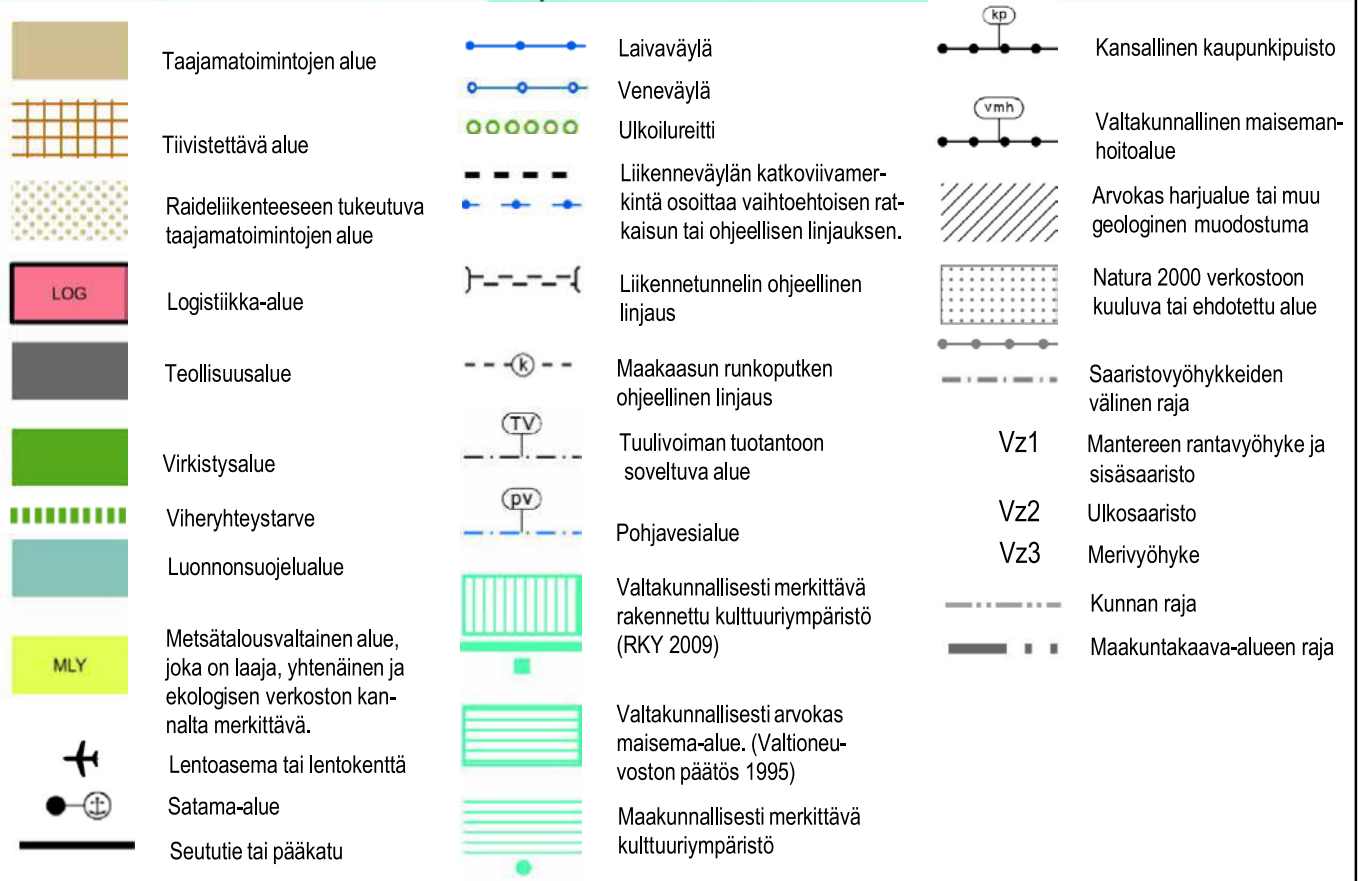 Taajamatoimintojen alue
Tiivistettävä alue
Raideliikenteeseen tukeutuva
taajamatoimintojen alue
LOG
Logistiikka-alue
Teollisuusalue
Virkistysalue
Viheryhteystarve
Luonnonsuojelualue
MLY
Metsätalousvaltainen alue,
joka on laaja, yhtenäinen ja
ekologisen verkoston kan-
nalta merkittävä.
Lentoasema tai lentokenttä
Satama-alue
Seututie tai pääkatu
Laivaväylä
Veneväylä
Ulkoilureitti
Liikenneväylän katkoviivamer-
kintä osoittaa vaihtoehtoisen rat-
kaisun tai ohjeellisen linjauksen.
Liikennetunnelin ohjeellinen
linjaus
k
Maakaasun runkoputken
ohjeellinen linjaus
TV
Tuulivoiman tuotantoon
soveltuva alue
pv
Pohjavesialue
Valtakunnallisesti merkittävä
rakennettu kulttuuriympäristö
(RKY 2009)
Valtakunnallisesti arvokas
maisema-alue. (Valtioneu-
voston päätös 1995)
Maakunnallisesti merkittävä
kulttuuriympäristö
kp
Kansallinen kaupunkipuisto
vmh
Valtakunnallinen maiseman-
hoitoalue
Arvokas harjualue tai muu
geologinen muodostuma
Natura 2000 verkostoon
kuuluva tai ehdotettu alue
Saaristovyöhykkeiden
välinen raja
Vz1 Mantereen rantavyöhyke ja
sisäsaaristo
Vz2 Ulkosaaristo
Vz3 Merivyöhyke
Kunnan raja
Maakuntakaava-alueen raja